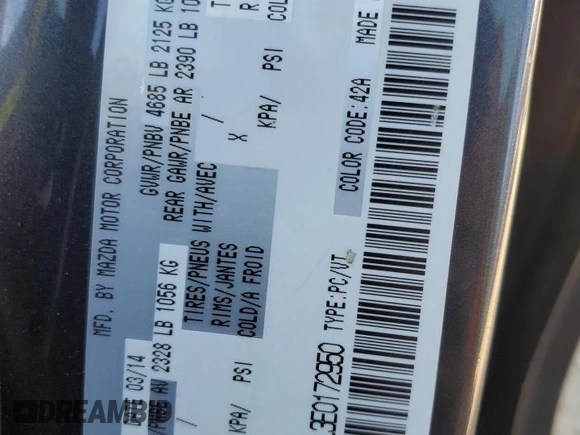 MFD. BY MAZDA MOTOR CORPORATION
03/14 GVWR/PNBV 4685 LB 2125 KG
AV 2328 LB 1056 KG REAR GAWR/PNBE AR 2390 LB
TIRES/PNEUS WITH/AVEC
RIMS/JANTES X /
COLD/A FROID KPA/ PSI KPA/ PSI
3E0172950 TYPE:PC/VT COLOR CODE:42A MADE
DREAMBID